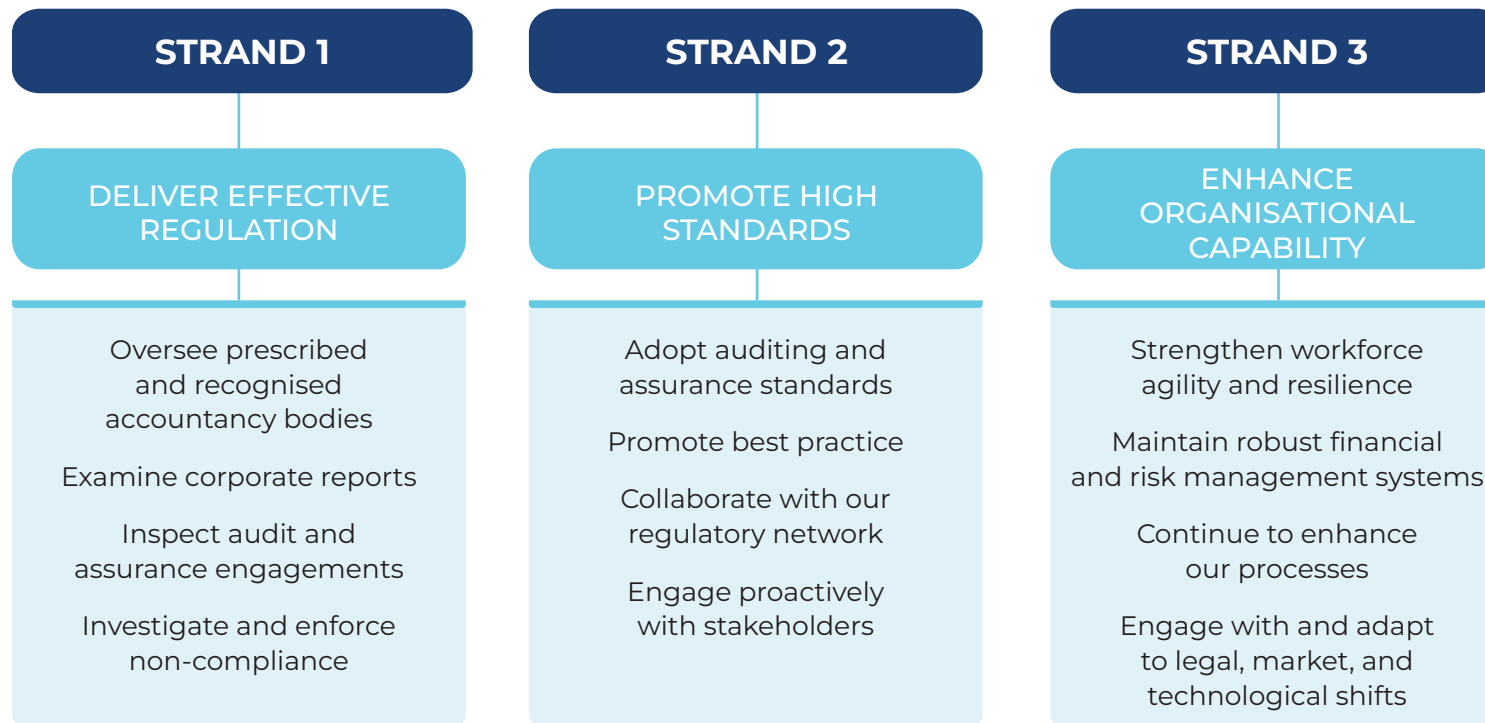 STRAND 1
DELIVER EFFECTIVE
REGULATION
Oversee prescribed
and recognised
accountancy bodies
Examine corporate reports
Inspect audit and
assurance engagements
Investigate and enforce
non-compliance
STRAND 2
PROMOTE HIGH
STANDARDS
Adopt auditing and
assurance standards
Promote best practice
Collaborate with our
regulatory network
Engage proactively
with stakeholders
STRAND 3
ENHANCE
ORGANISATIONAL
CAPABILITY
Strengthen workforce
agility and resilience
Maintain robust financial
and risk management systems
Continue to enhance
our processes
Engage with and adapt
to legal, market, and
technological shifts